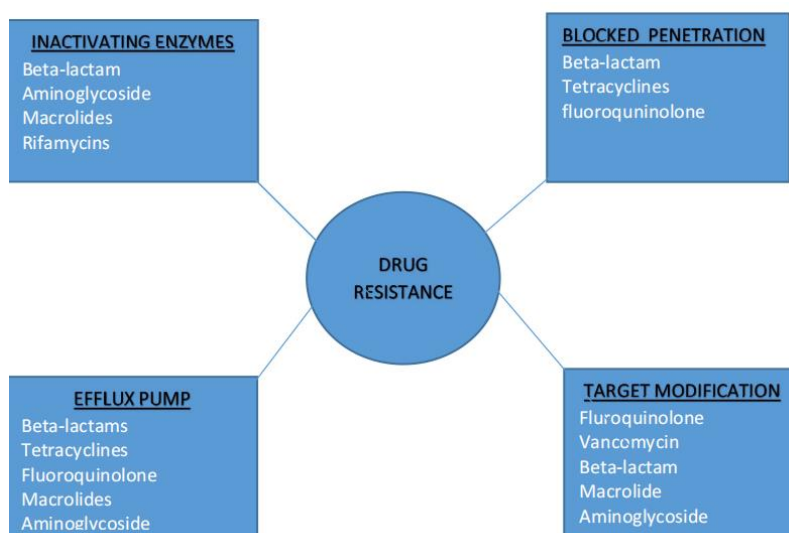 INACTIVATING ENZYMES
Beta-lactam
Aminoglycoside
Macrolides
Rifamycins
BLOCKED PENETRATION
Beta-lactam
Tetracyclines
fluoroquninolone
DRUG
RESISTANCE
EFFLUX PUMP
Beta-lactams
Tetracyclines
Fluoroquinolone
Macrolides
Aminoglycoside
TARGET MODIFICATION
Fluroquinolone
Vancomycin
Beta-lactam
Macrolide
Aminoglycoside